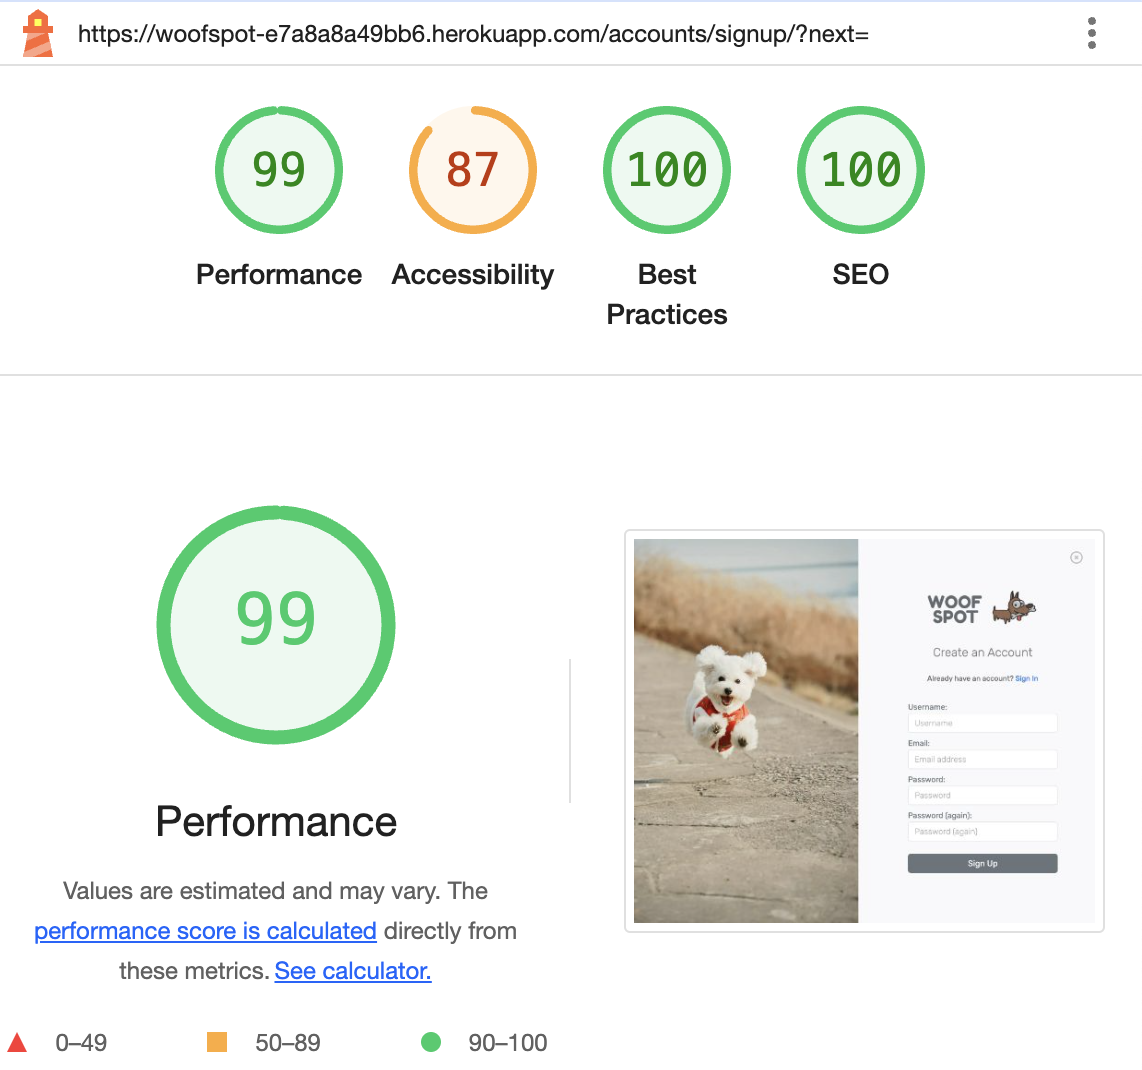 https://woofspot-e7a8a8a49bb6.herokuapp.com/accounts/signup/?next=
99
87
100
100
Performance
Accessibility
Best
Practices
SEO
99
Performance
Values are estimated and may vary. The
performance score is calculated directly from
these metrics. See calculator.
0–49
50–89
90–100
WOOF
SPOT
Create an Account
Already have an account? Sign In
Username:
Username
Email:
Email address
Password:
Password
Password (again):
Password (again)
Sign Up